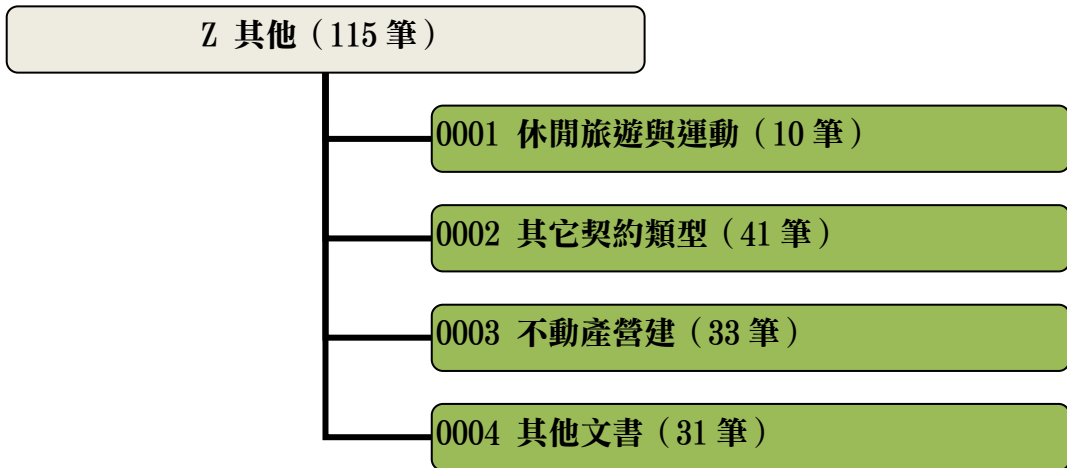 Z 其他（115 筆）
0001 休閒旅遊與運動（10 筆）
0002 其它契約類型（41 筆）
0003 不動產營建（33 筆）
0004 其他文書（31 筆）